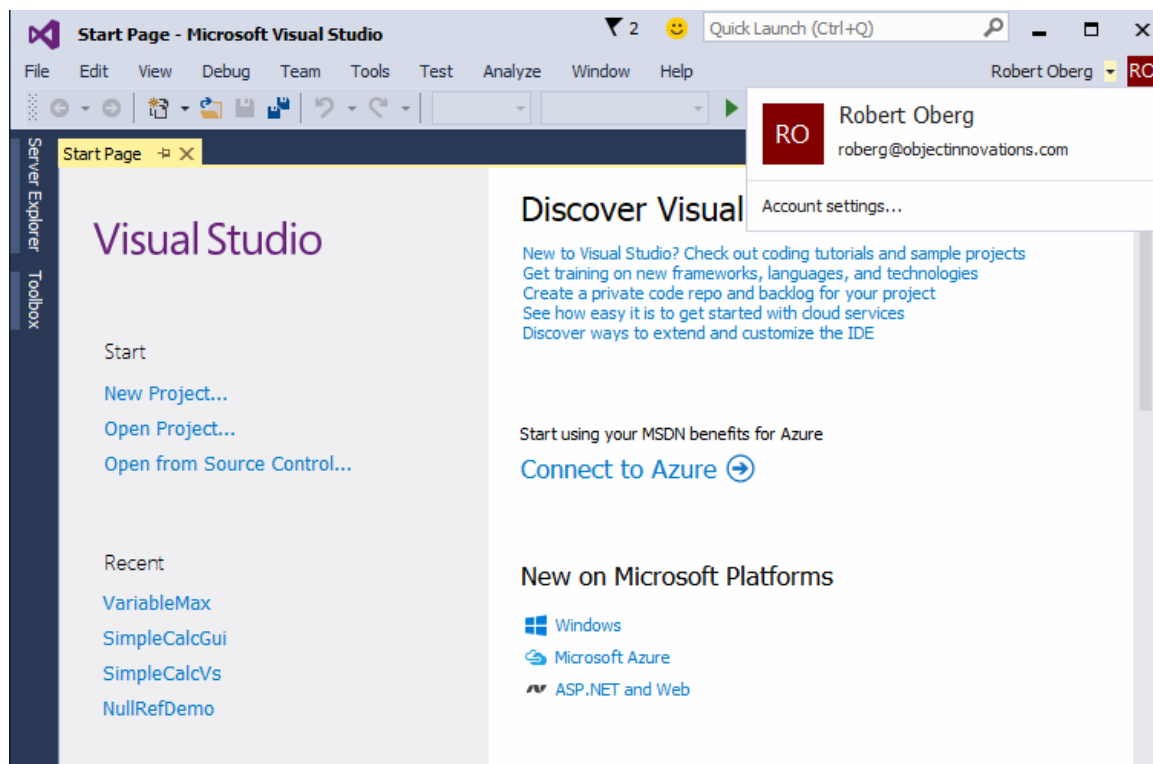 Start Page - Microsoft Visual Studio
2
Quick Launch (Ctrl+Q)
File Edit View Debug Team Tools Test Analyze Window Help
Robert Oberg
RO
RO
Robert Oberg
roberg@objectinnovations.com
Account settings...
Server Explorer
Toolbox
Start Page
Visual Studio
Start
New Project...
Open Project...
Open from Source Control...
Recent
VariableMax
SimpleCalcGui
SimpleCalcVs
NullRefDemo
Discover Visual
New to Visual Studio? Check out coding tutorials and sample projects
Get training on new frameworks, languages, and technologies
Create a private code repo and backlog for your project
See how easy it is to get started with cloud services
Discover ways to extend and customize the IDE
Start using your MSDN benefits for Azure
Connect to Azure
New on Microsoft Platforms
Windows
Microsoft Azure
ASP.NET and Web